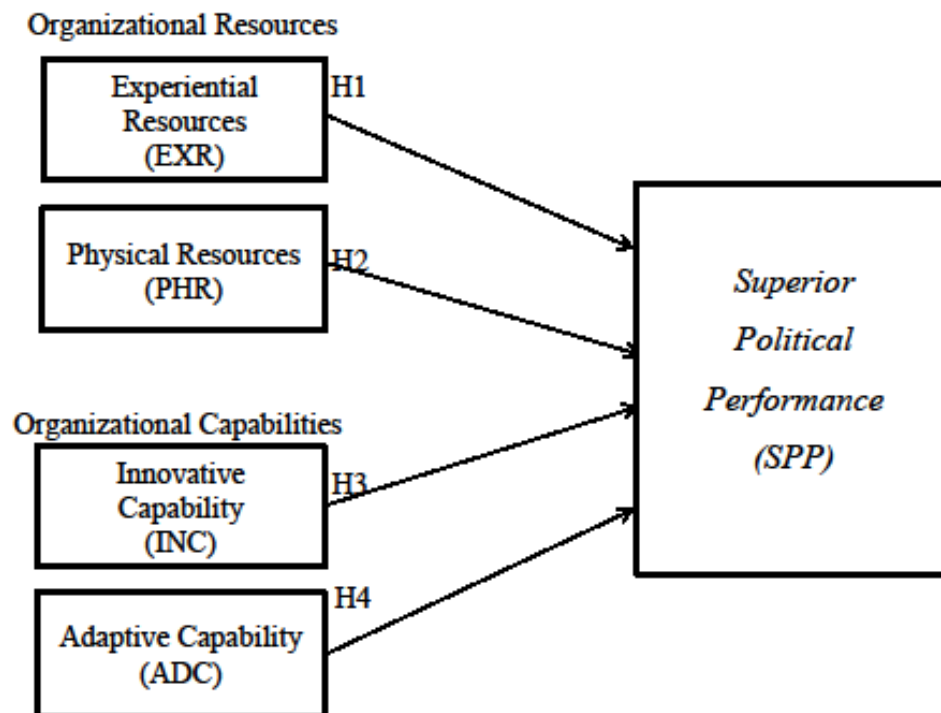 Organizational Resources
Experiential
Resources
(EXR)
H1
Physical Resources
(PHR)
H2
Organizational Capabilities
Innovative
Capability
(INC)
H3
Adaptive Capability
(ADC)
H4
Superior
Political
Performance
(SPP)